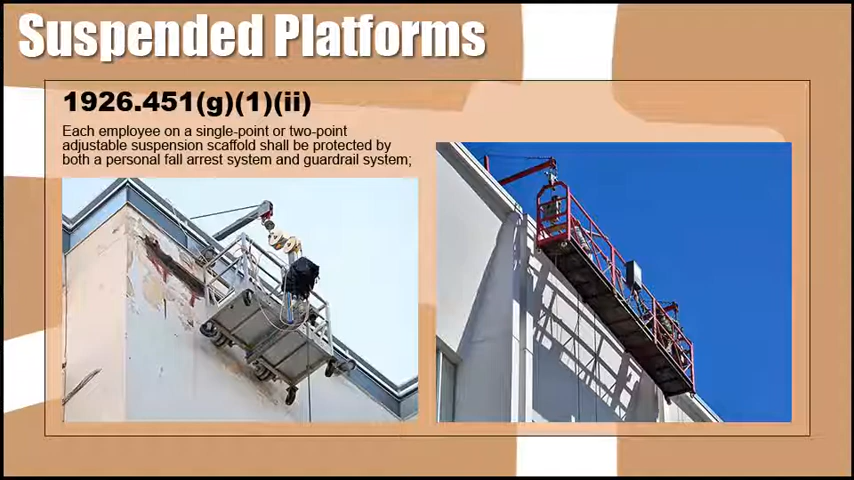 Suspended Platforms
1926.451(g)(1)(ii)
Each employee on a single-point or two-point
adjustable suspension scaffold shall be protected by
both a personal fall arrest system and guardrail system;